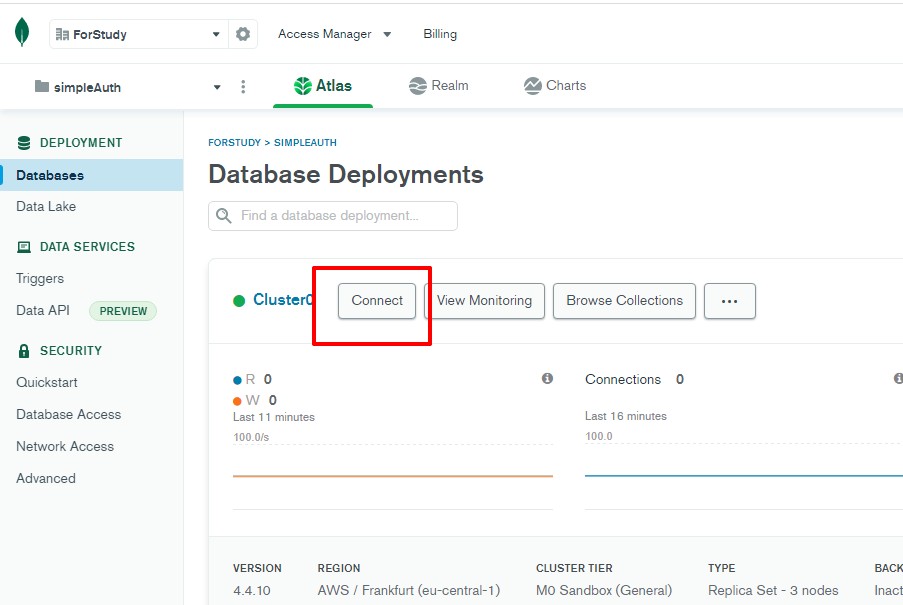 ForStudy
Access Manager
Billing
simpleAuth
Atlas
Realm
Charts
DEPLOYMENT
Databases
Data Lake
DATA SERVICES
Triggers
Data API PREVIEW
SECURITY
Quickstart
Database Access
Network Access
Advanced
FORSTUDY > SIMPLEAUTH
Database Deployments
Find a database deployment...
Cluster0
Connect
View Monitoring
Browse Collections
...
R 0
W 0
Last 11 minutes
100.0/s
Connections 0
Last 16 minutes
100.0
VERSION
4.4.10
REGION
AWS / Frankfurt (eu-central-1)
CLUSTER TIER
M0 Sandbox (General)
TYPE
Replica Set - 3 nodes
BACK
Inact